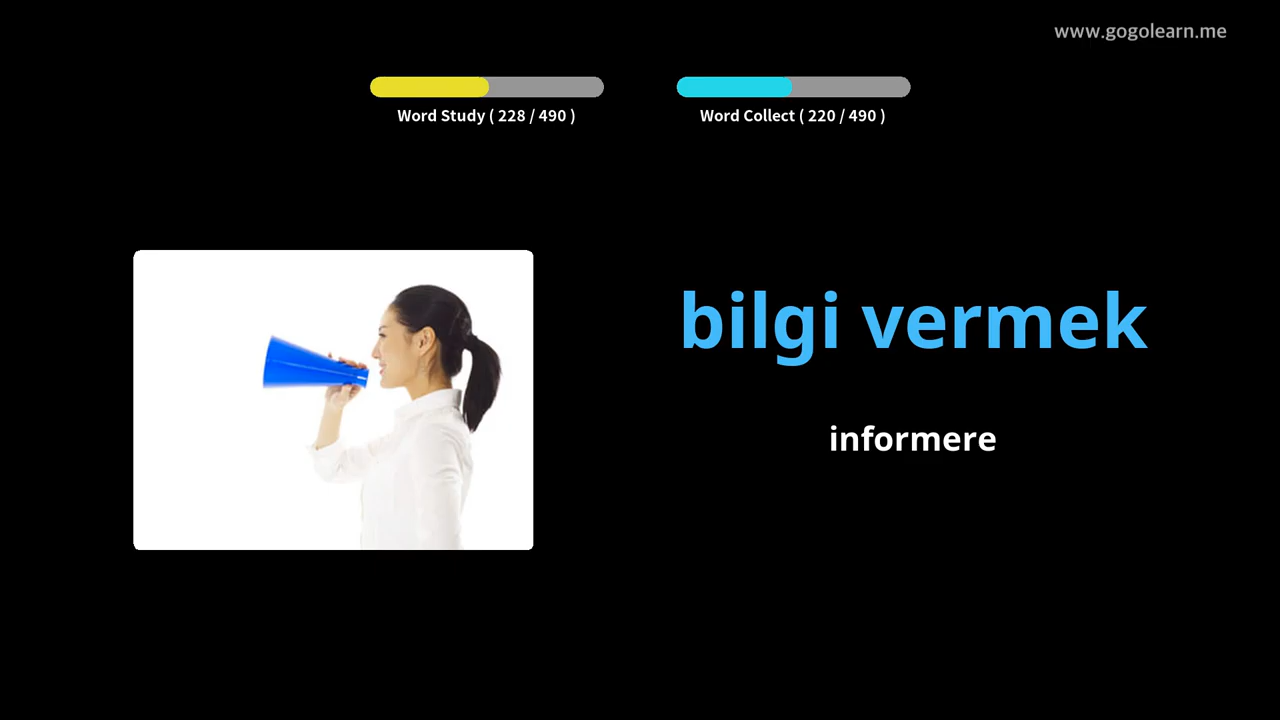 www.gogolearn.me
Word Study ( 228 / 490 )
Word Collect ( 220 / 490 )
bilgi vermek
informere